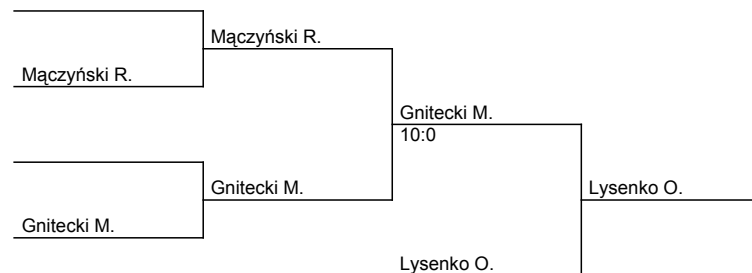 Mączyński R.
Mączyński R.
Gnitecki M.
10:0
Gnitecki M.
Lysenko O.
Gnitecki M.
Lysenko O.